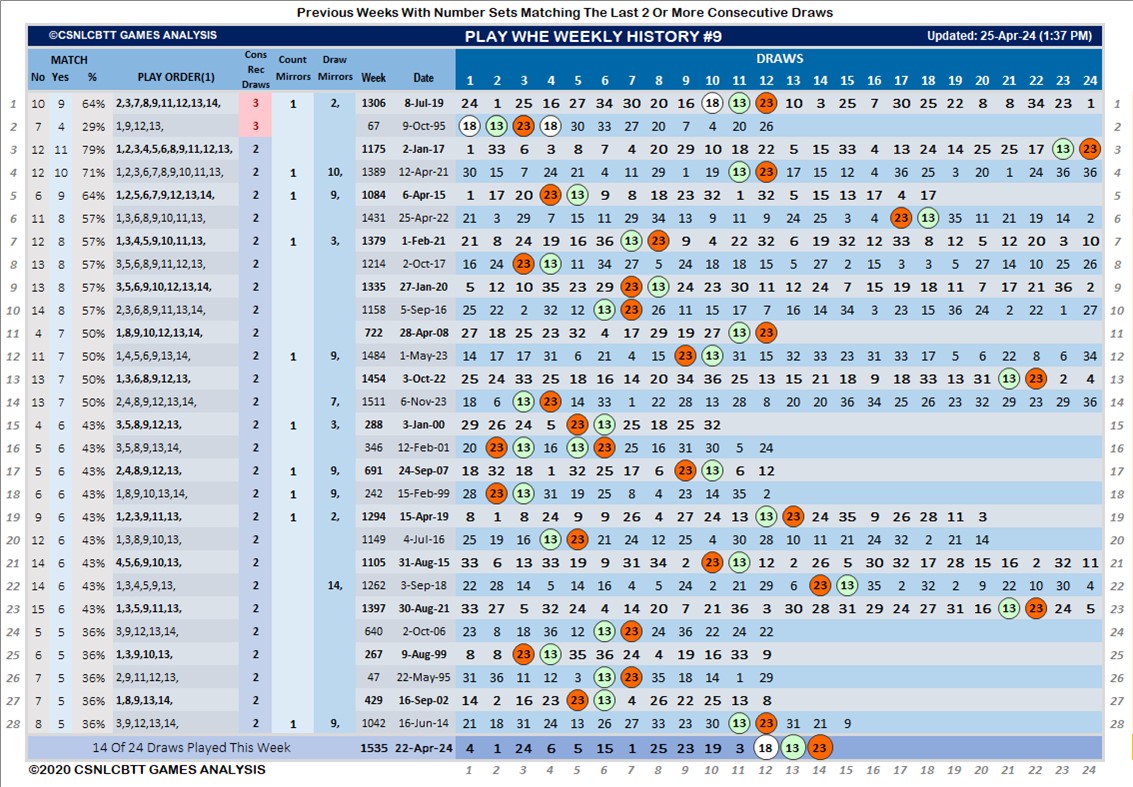 Previous Weeks With Number Sets Matching The Last 2 Or More Consecutive Draws
©CSNLCBTT GAMES ANALYSIS PLAY WHE WEEKLY HISTORY #9 Updated: 25-Apr-24 (1:37 PM)
MATCH Cons Count Draw DRAWS
No Yes % PLAY ORDER(1) Rec Draws Mirrors Mirrors Week Date 1 2 3 4 5 6 7 8 9 10 11 12 13 14 15 16 17 18 19 20 21 22 23 24
1 10 9 64% 2,3,7,8,9,11,12,13,14, 3 1 2, 1306 8-Jul-19 24 1 25 16 27 34 30 20 16 18 13 23 10 3 25 7 30 25 22 8 8 34 23 1 1
2 7 4 29% 1,9,12,13, 3 67 9-Oct-95 18 13 23 18 30 33 27 20 7 4 20 26 2
3 12 11 79% 1,2,3,4,5,6,8,9,11,12,13, 2 1175 2-Jan-17 1 33 6 3 8 7 4 20 29 10 18 22 5 15 33 4 13 24 14 25 25 17 13 23 3
4 12 10 71% 1,2,3,6,7,8,9,10,11,13, 2 1 10, 1389 12-Apr-21 30 15 7 24 21 4 11 29 1 19 13 23 17 15 12 4 36 25 3 20 1 24 36 36 4
5 6 9 64% 1,2,5,6,7,9,12,13,14, 2 1 9, 1084 6-Apr-15 1 17 20 23 13 9 8 18 23 32 1 32 5 15 13 17 4 17 5
6 11 8 57% 1,3,6,8,9,10,11,13, 2 1431 25-Apr-22 21 3 29 7 15 11 29 34 13 9 11 9 24 25 3 4 23 13 35 11 21 19 14 2 6
7 12 8 57% 1,3,4,5,9,10,11,13, 2 1 3, 1379 1-Feb-21 21 8 24 19 16 36 13 23 9 4 22 32 6 19 32 12 33 8 12 5 12 20 3 10 7
8 13 8 57% 3,5,6,8,9,11,12,13, 2 1214 2-Oct-17 16 24 23 13 11 34 27 5 24 18 18 15 5 27 2 15 3 3 5 27 14 10 25 26 8
9 13 8 57% 3,5,6,9,10,12,13,14, 2 1335 27-Jan-20 5 12 10 35 23 29 23 13 24 23 30 11 12 24 7 15 19 18 11 7 17 21 36 2 9
10 14 8 57% 2,3,6,8,9,11,13,14, 2 1158 5-Sep-16 25 22 2 32 12 13 23 26 11 15 17 7 16 14 34 3 23 15 36 24 2 22 1 27 10
11 4 7 50% 1,8,9,10,12,13,14, 2 722 28-Apr-08 27 18 25 23 32 4 17 29 19 27 13 23 11
12 11 7 50% 1,4,5,6,9,13,14, 2 1 9, 1484 1-May-23 14 17 17 31 6 21 4 15 23 13 31 15 32 33 23 31 33 17 5 6 22 8 6 34 12
13 13 7 50% 1,3,6,8,9,12,13, 2 1454 3-Oct-22 25 24 33 25 18 16 14 20 34 36 25 13 15 21 18 9 18 33 13 31 13 23 2 4 13
14 13 7 50% 2,4,8,9,12,13,14, 2 7, 1511 6-Nov-23 18 6 13 23 14 33 1 22 28 13 28 8 20 20 36 34 25 26 23 32 29 23 29 36 14
15 4 6 43% 3,5,8,9,12,13, 2 1 3, 288 3-Jan-00 29 26 24 5 23 13 25 18 25 32 15
16 5 6 43% 3,5,8,9,13,14, 2 346 12-Feb-01 20 23 13 16 13 23 25 16 31 30 5 24 16
17 5 6 43% 2,4,8,9,12,13, 2 1 9, 691 24-Sep-07 18 32 18 1 32 25 17 6 23 13 6 12 17
18 6 6 43% 1,8,9,10,13,14, 2 1 9, 242 15-Feb-99 28 23 13 31 19 25 8 4 23 14 35 2 18
19 9 6 43% 1,2,3,9,11,13, 2 1 2, 1294 15-Apr-19 8 1 8 24 9 9 26 4 27 24 13 13 23 24 35 9 26 28 11 3 19
20 12 6 43% 1,3,8,9,10,13, 2 1149 4-Jul-16 25 19 16 13 23 21 24 12 25 4 30 28 10 11 21 24 32 2 21 14 20
21 14 6 43% 4,5,6,9,10,13, 2 1105 31-Aug-15 33 6 13 33 19 9 31 34 2 23 13 12 2 26 5 30 32 17 28 15 16 2 32 11 21
22 14 6 43% 1,3,4,5,9,13, 2 14, 1262 3-Sep-18 22 28 14 5 14 16 4 5 24 2 21 29 6 23 13 35 2 32 2 9 22 10 30 4 22
23 15 6 43% 1,3,5,9,11,13, 2 1397 30-Aug-21 33 27 5 32 24 4 14 20 7 21 36 3 30 28 31 29 24 27 31 16 13 23 24 5 23
24 5 5 36% 3,9,12,13,14, 2 640 2-Oct-06 23 8 18 36 12 13 23 24 36 22 24 22 24
25 6 5 36% 1,3,9,10,13, 2 267 9-Aug-99 8 8 23 13 35 36 24 4 19 16 33 9 25
26 7 5 36% 2,9,11,12,13, 2 47 22-May-95 31 36 11 12 3 13 23 35 18 14 1 29 26
27 7 5 36% 1,8,9,13,14, 2 429 16-Sep-02 14 2 16 23 23 13 4 26 22 25 13 8 27
28 8 5 36% 3,9,12,13,14, 2 1 9, 1042 16-Jun-14 21 18 31 24 13 26 27 33 23 30 13 23 31 21 9 28
14 Of 24 Draws Played This Week 1535 22-Apr-24 4 1 24 6 5 15 1 25 23 19 3 18 13 23
©2020 CSNLCBTT GAMES ANALYSIS 1 2 3 4 5 6 7 8 9 10 11 12 13 14 15 16 17 18 19 20 21 22 23 24